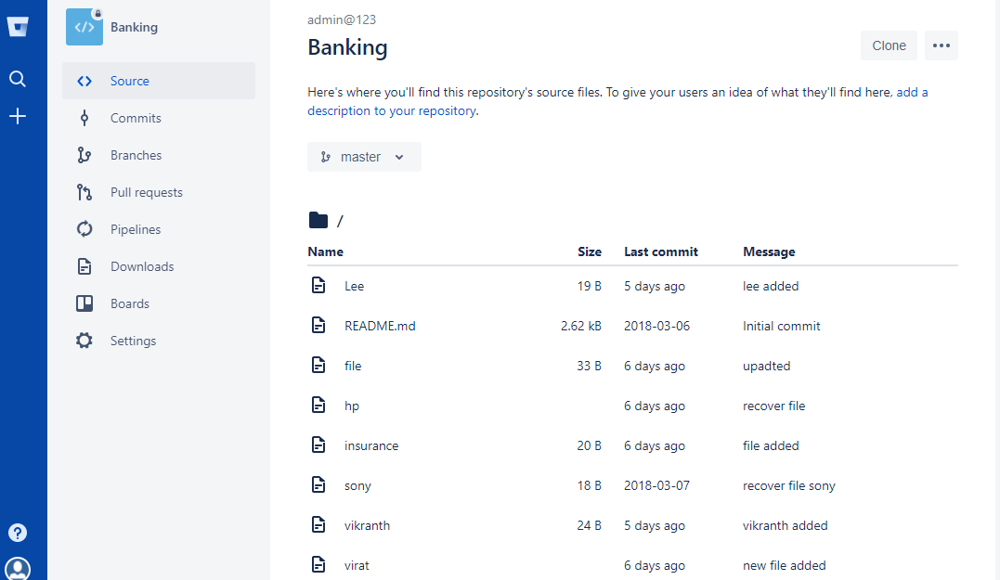 Banking
Source
Commits
Branches
Pull requests
Pipelines
Downloads
Boards
Settings
admin@123
Banking
Clone
Here's where you'll find this repository's source files. To give your users an idea of what they'll find here, add a
description to your repository.
master
/
Name Size Last commit Message
Lee 19 B 5 days ago lee added
README.md 2.62 kB 2018-03-06 Initial commit
file 33 B 6 days ago upadted
hp 6 days ago recover file
insurance 20 B 6 days ago file added
sony 18 B 2018-03-07 recover file sony
vikranth 24 B 5 days ago vikranth added
virat 6 days ago new file added